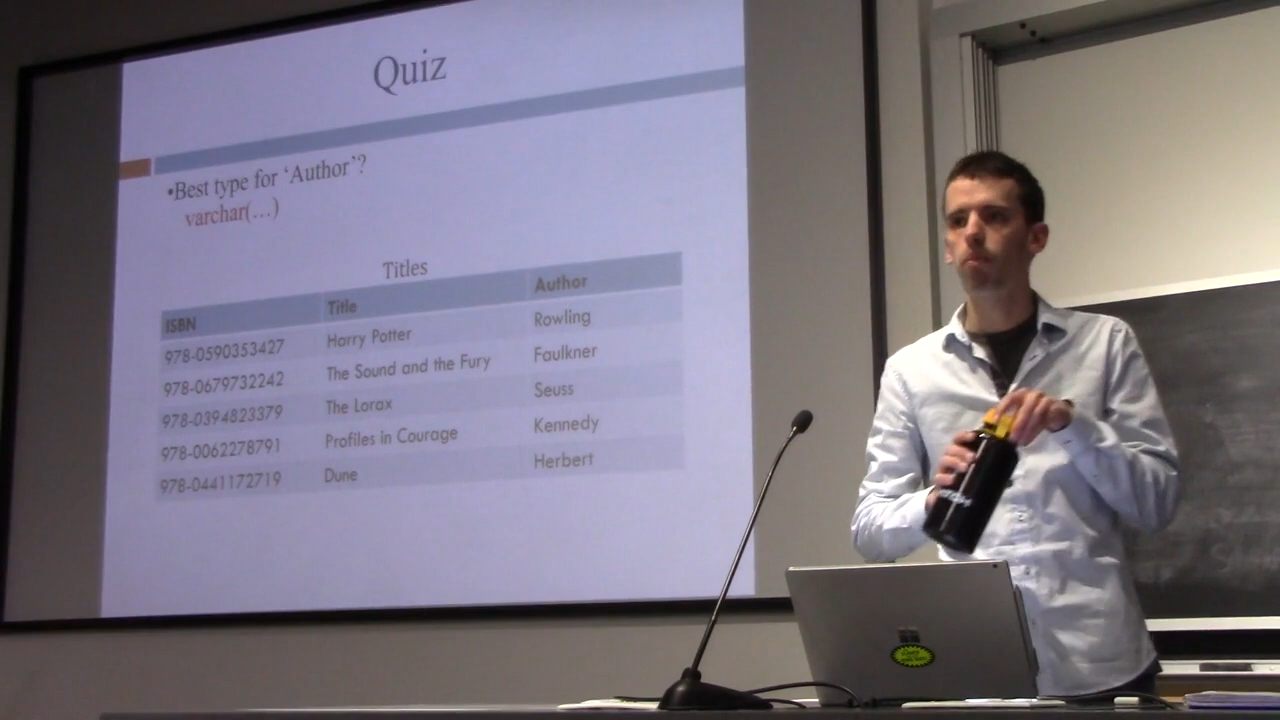 Quiz
•Best type for ‘Author’?
varchar(…)
Titles
ISBN Title Author
978-0590353427 Harry Potter Rowling
978-0679732242 The Sound and the Fury Faulkner
978-0394823379 The Lorax Seuss
978-0062278791 Profiles in Courage Kennedy
978-0441172719 Dune Herbert